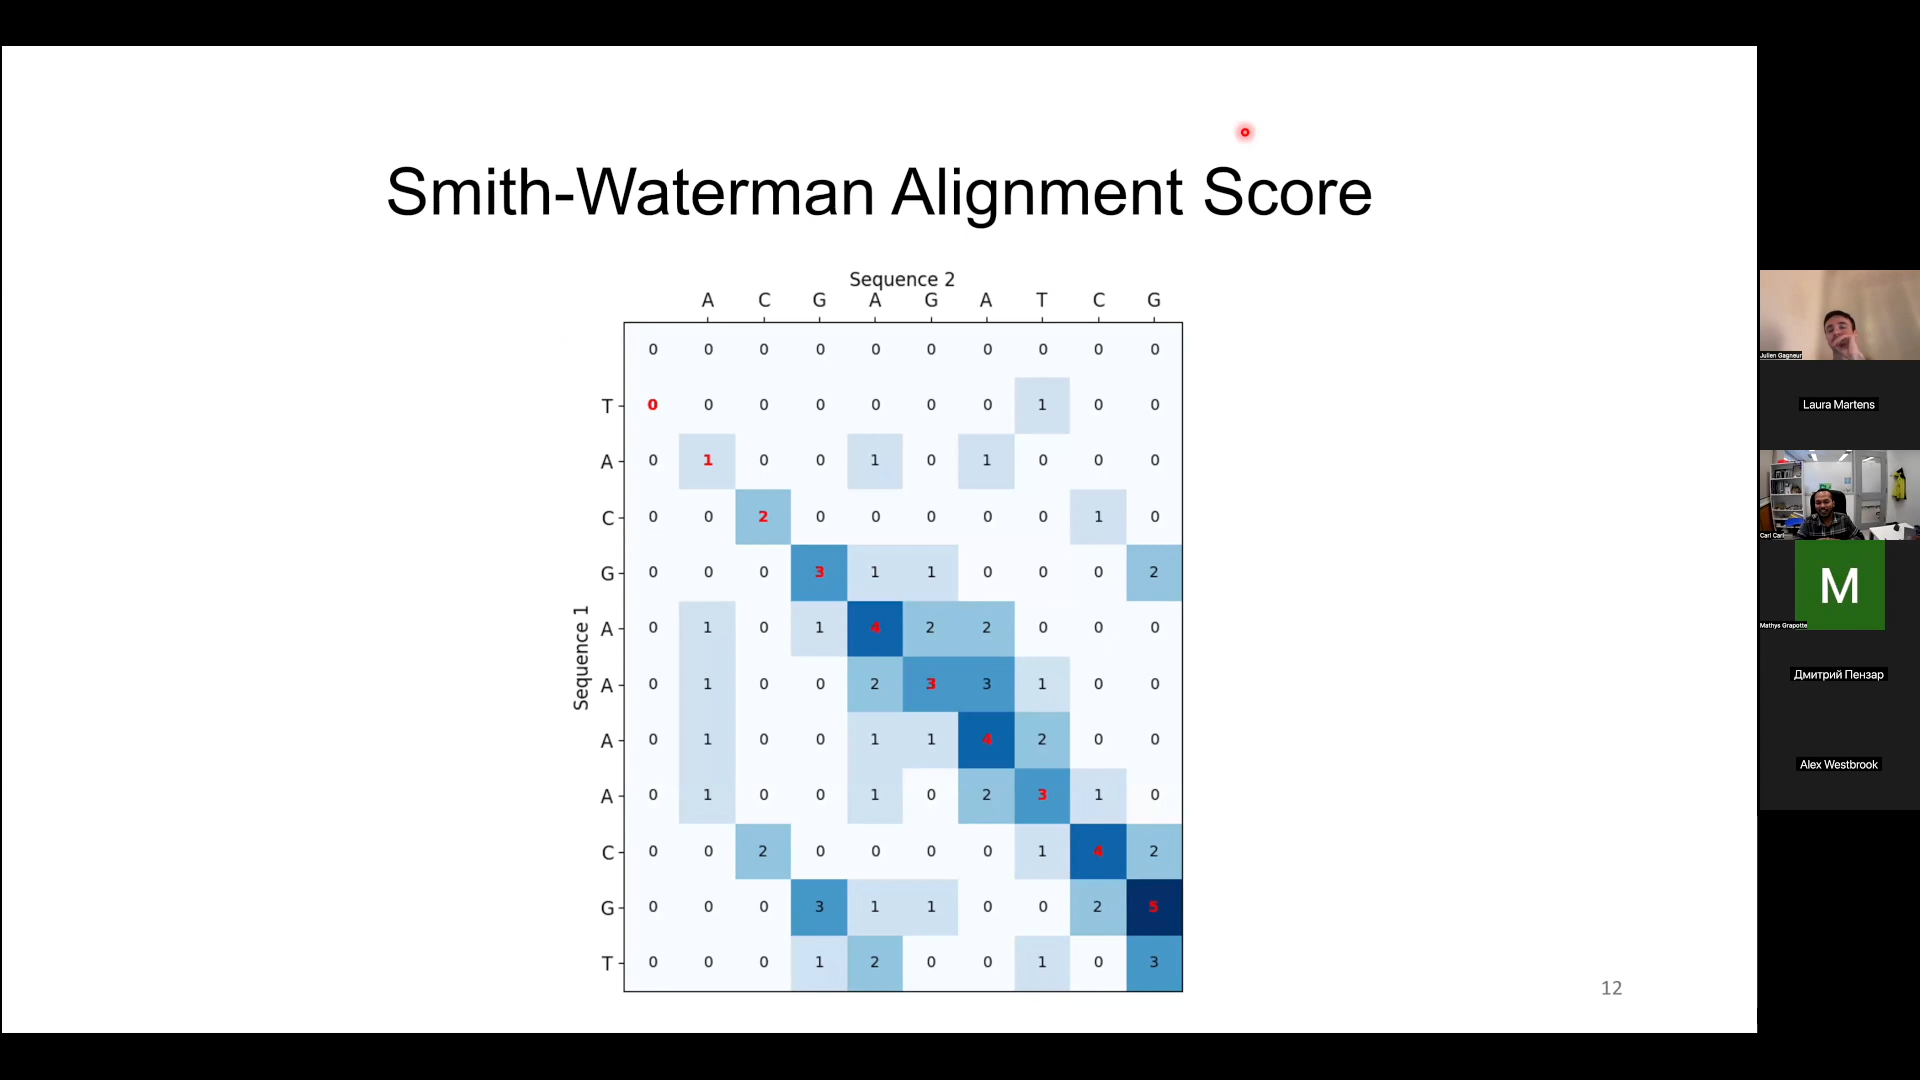 Smith-Waterman Alignment Score
Sequence 2
A C G A G A T C G
0 0 0 0 0 0 0 0 0 0
T 0 0 0 0 0 0 0 1 0 0
A 0 1 0 0 1 0 1 0 0 0
C 0 0 2 0 0 0 0 0 1 0
G 0 0 0 3 1 1 0 0 0 2
A 0 1 0 1 4 2 2 0 0 0
A 0 1 0 0 2 3 3 1 0 0
A 0 1 0 0 1 1 4 2 0 0
A 0 1 0 0 1 0 2 3 1 0
C 0 0 2 0 0 0 0 1 4 2
G 0 0 0 3 1 1 0 0 2 5
T 0 0 0 1 2 0 0 1 0 3
Sequence 1
12
Julien Gagneur
Laura Martens
Carl Carl
M
Mathys Grapotte
Дмитрий Пензар
Alex Westbrook